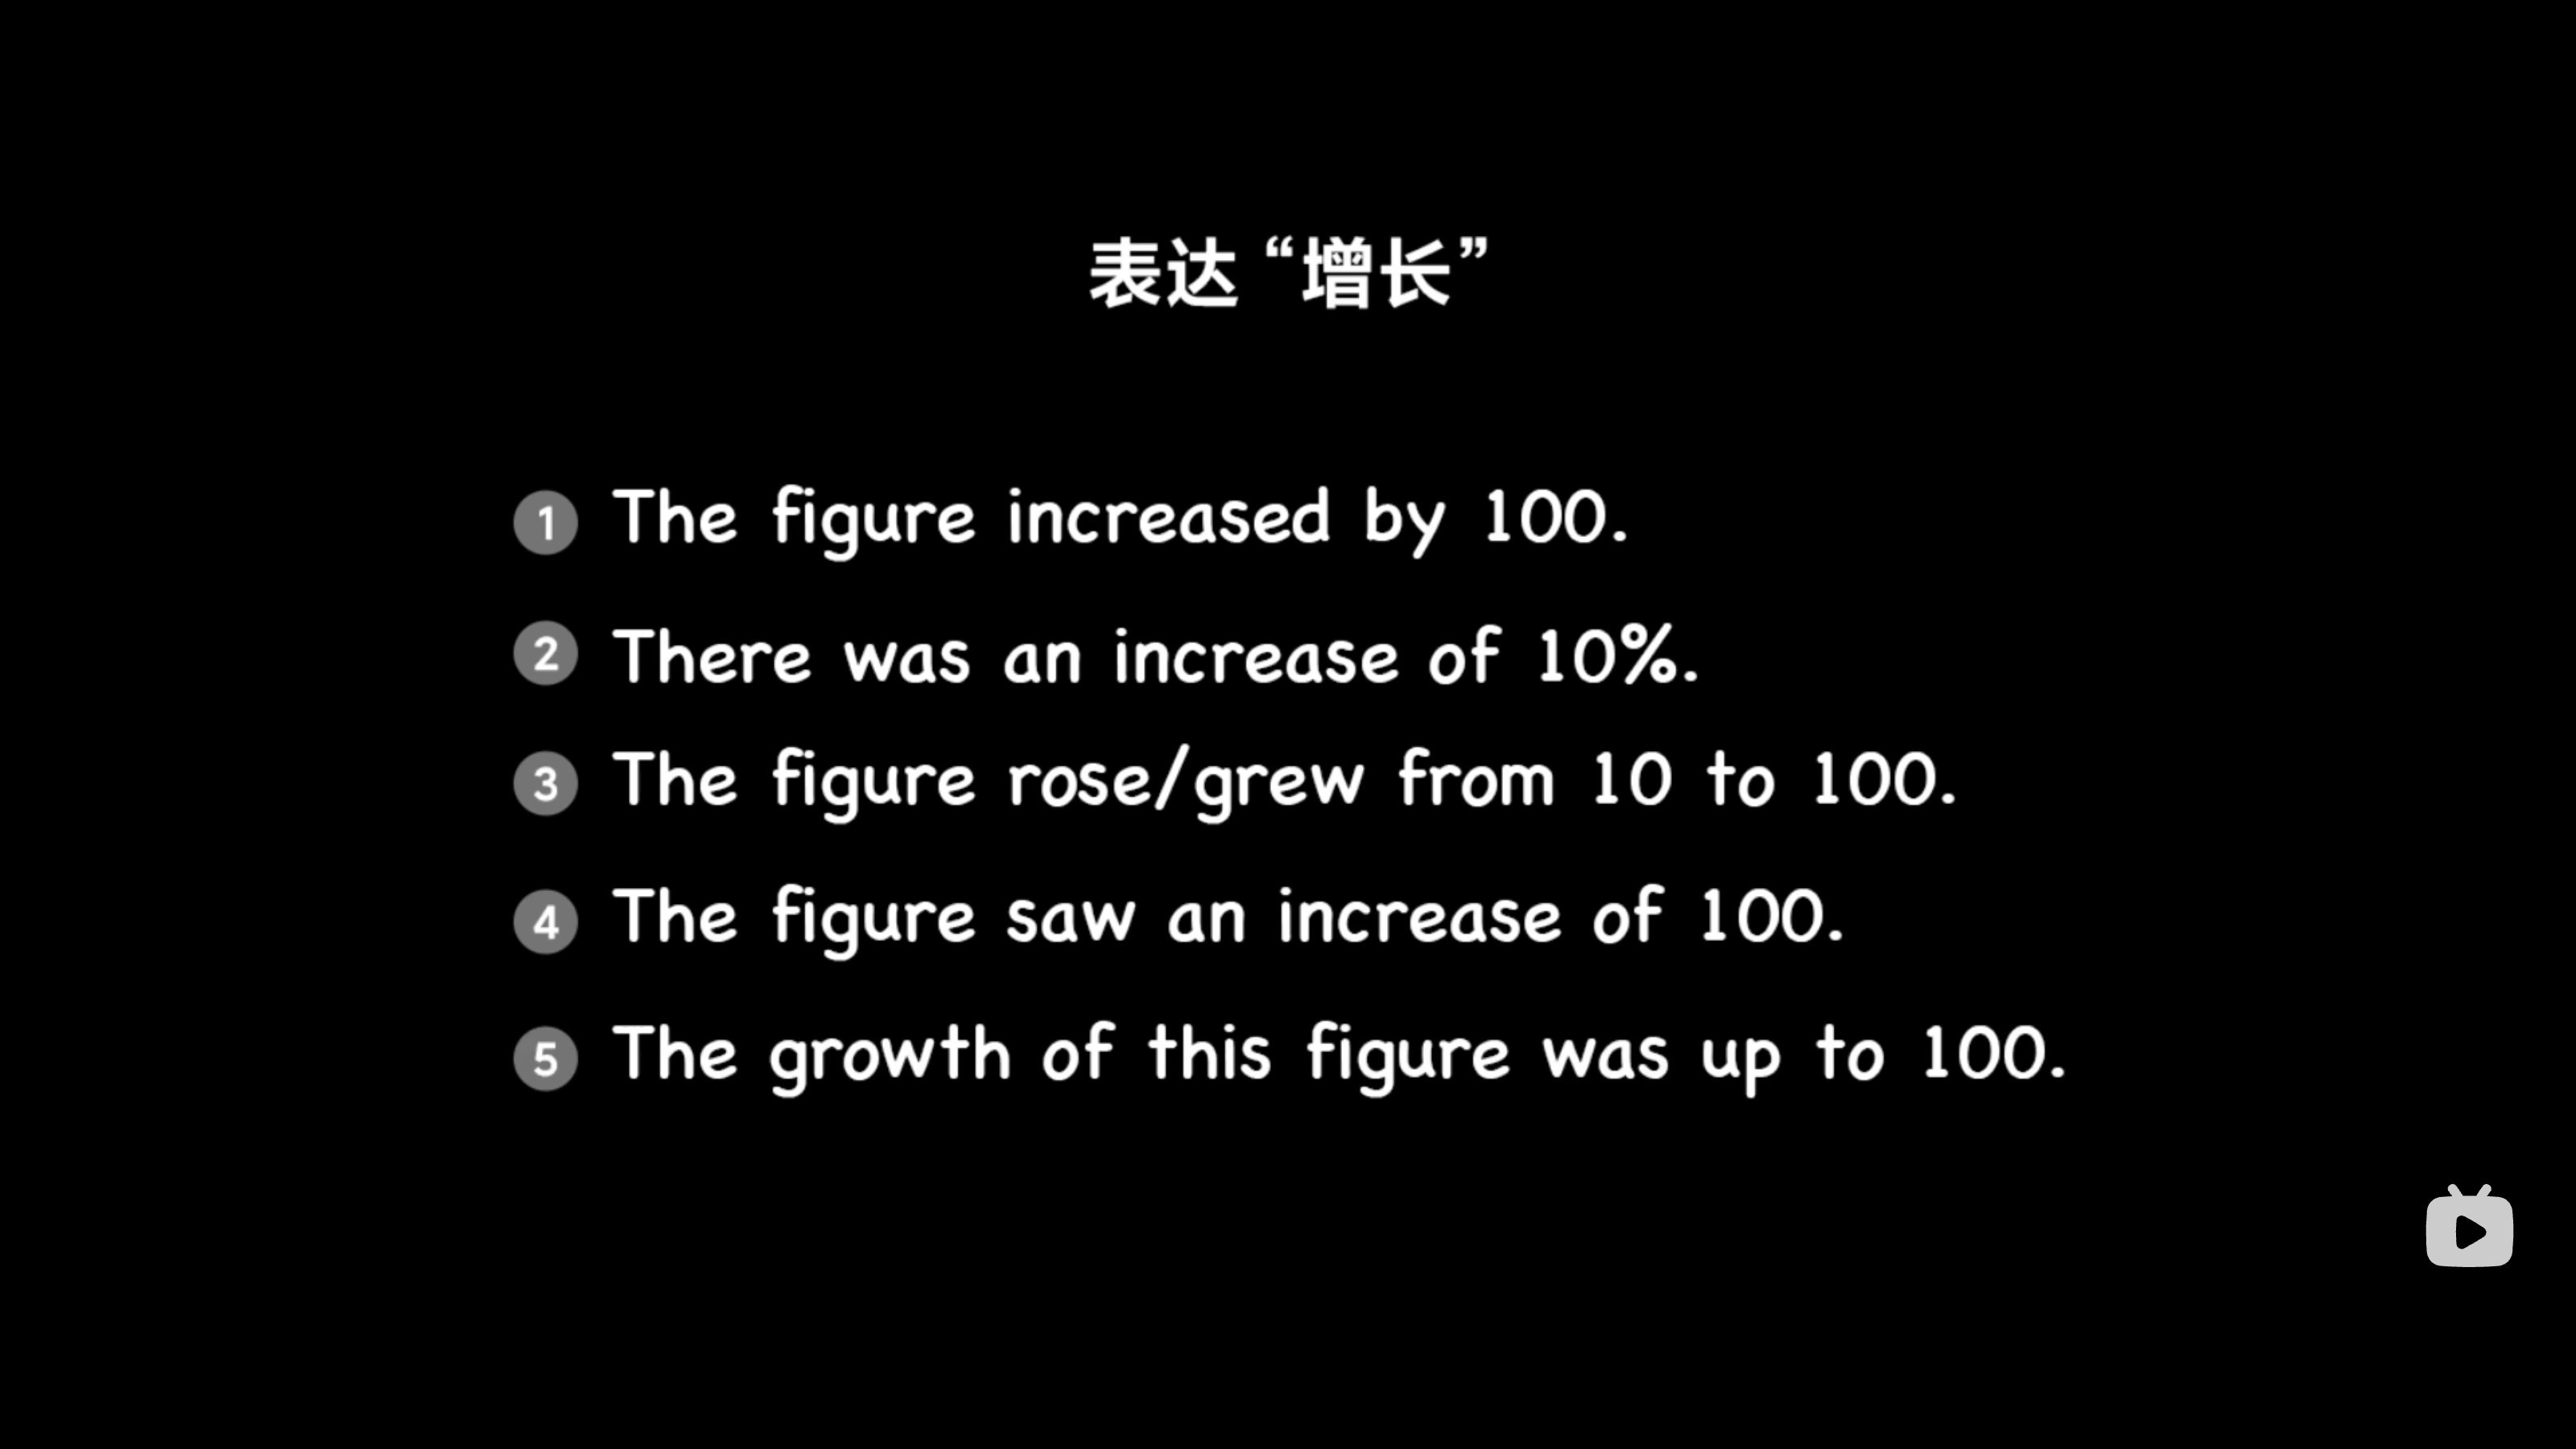 表达“增长”
1 The figure increased by 100.
2 There was an increase of 10%.
3 The figure rose/grew from 10 to 100.
4 The figure saw an increase of 100.
5 The growth of this figure was up to 100.